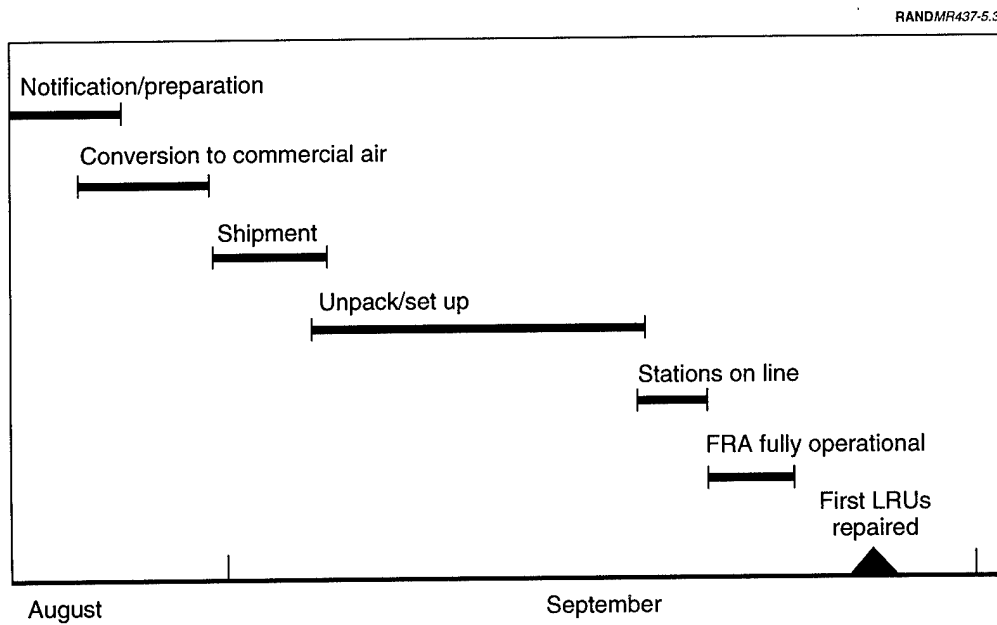 RANDMR437-5.3
Notification/preparation
Conversion to commercial air
Shipment
Unpack/set up
Stations on line
FRA fully operational
First LRUs
repaired
August
September